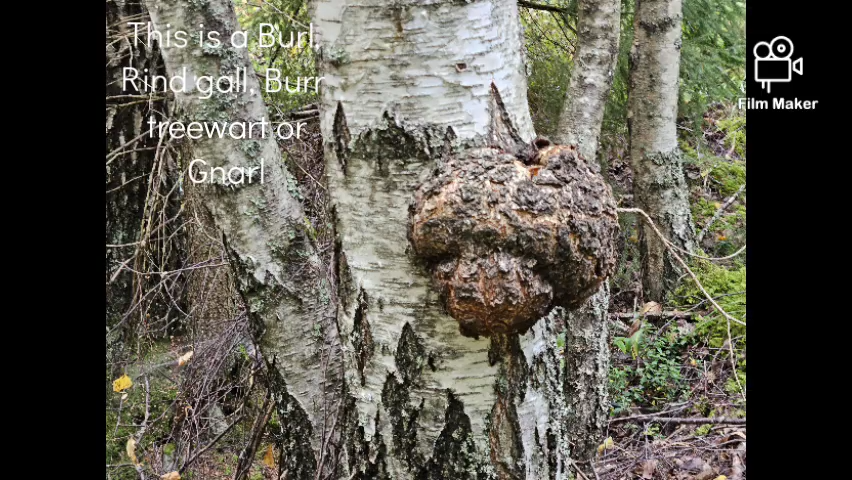 This is a Burl,
Rind gall, Burr
treewart or
Gnarl
Film Maker